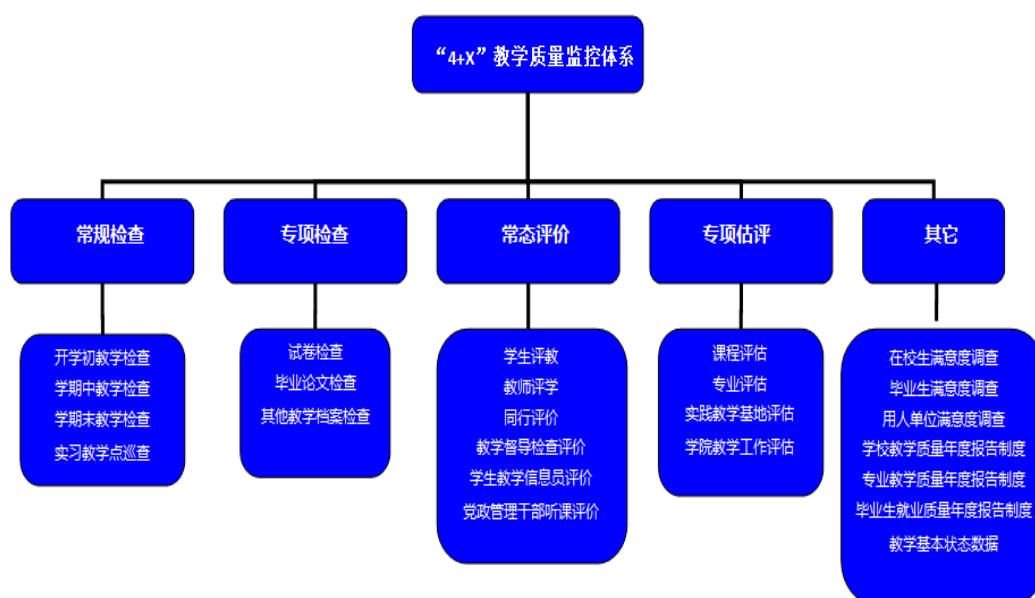 “4+X”教学质量监控体系
常规检查
专项检查
常态评价
专项估评
其它
开学初教学检查
学期中教学检查
学期末教学检查
实习教学点巡查
试卷检查
毕业论文检查
其他教学档案检查
学生评教
教师评学
同行评价
教学督导检查评价
学生教学信息员评价
党政管理干部听课评价
课程评估
专业评估
实践教学基地评估
学院教学工作评估
在校生满意度调查
毕业生满意度调查
用人单位满意度调查
学校教学质量年度报告制度
专业教学质量年度报告制度
毕业生就业质量年度报告制度
教学基本状态数据